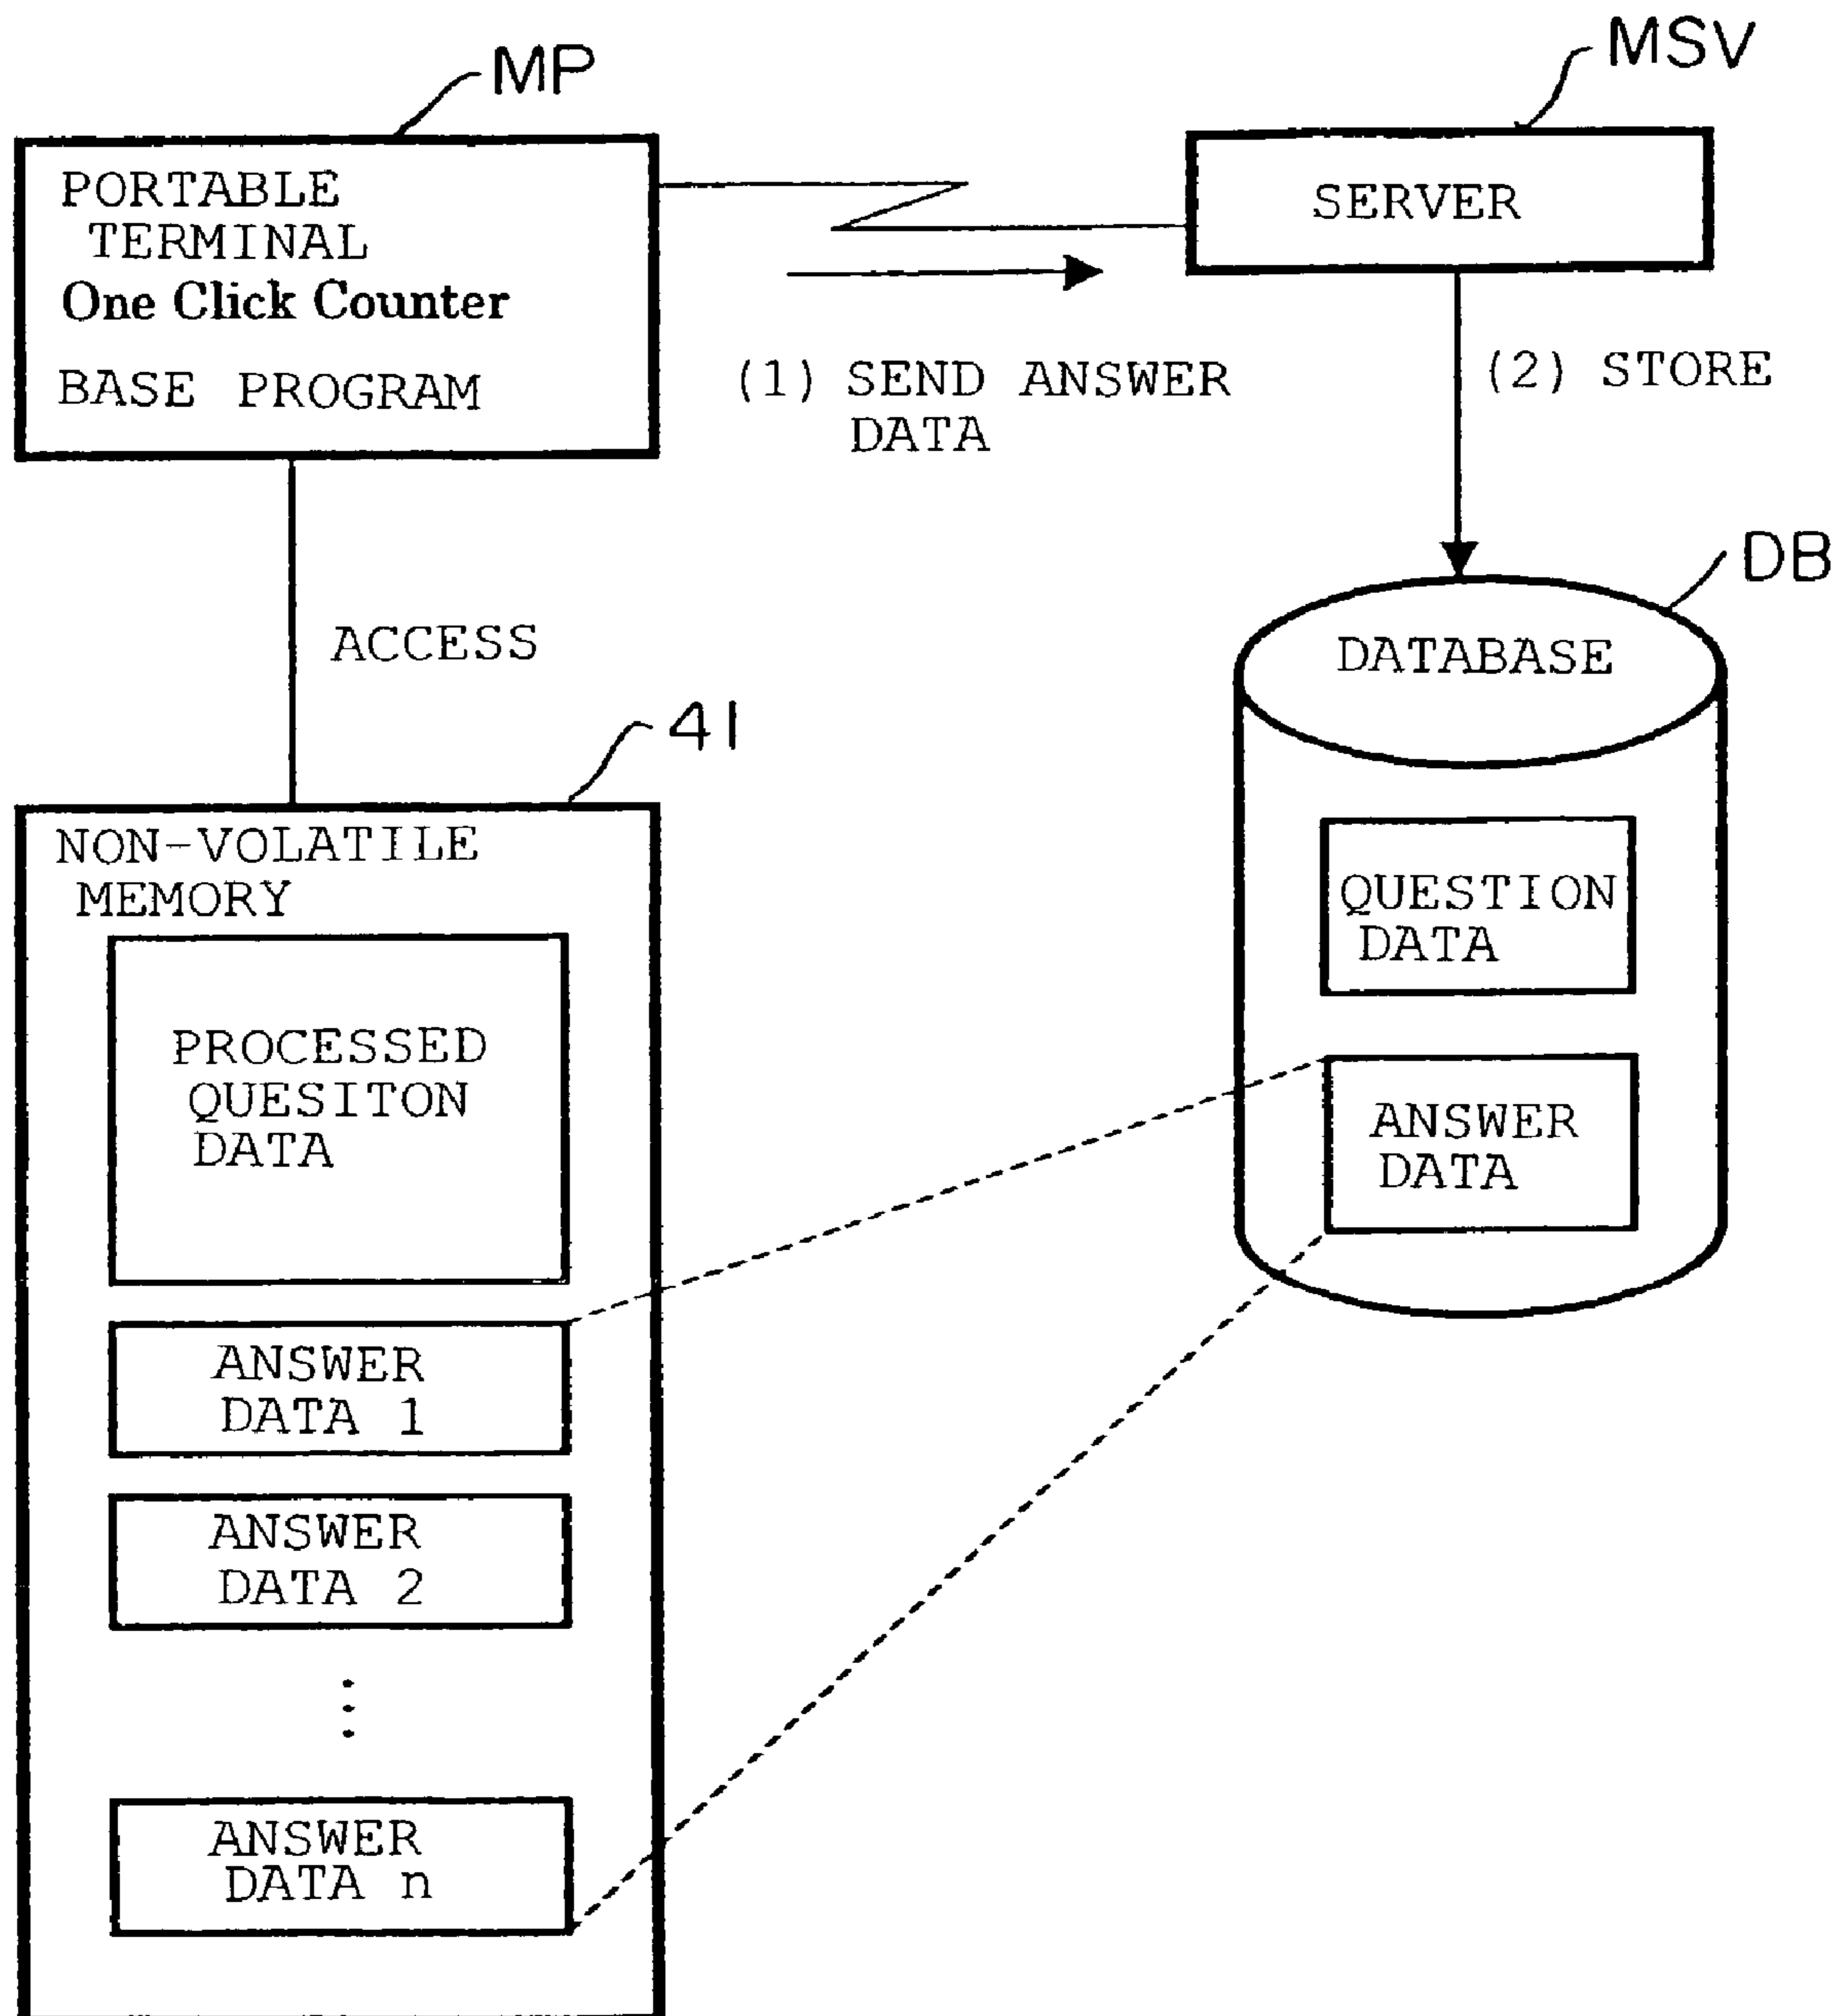 MP
MSV
PORTABLE
TERMINAL
One Click Counter
BASE PROGRAM
SERVER
(1) SEND ANSWER
DATA
(2) STORE
ACCESS
DB
DATABASE
QUESTION
DATA
ANSWER
DATA
41
NON-VOLATILE
MEMORY
PROCESSED
QUESITON
DATA
ANSWER
DATA 1
ANSWER
DATA 2
⋮
ANSWER
DATA n